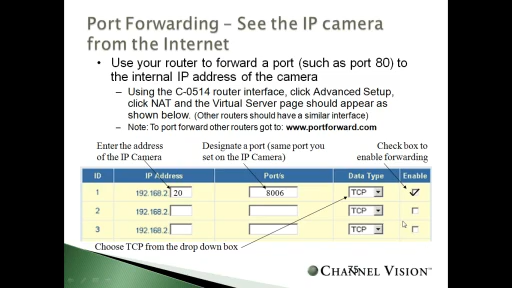 Port Forwarding – See the IP camera
from the Internet
• Use your router to forward a port (such as port 80) to
the internal IP address of the camera
– Using the C-0514 router interface, click Advanced Setup,
click NAT and the Virtual Server page should appear as
shown below. (Other routers should have a similar interface)
– Note: To port forward other routers got to: www.portforward.com
Enter the address
of the IP Camera
Designate a port (same port you
set on the IP Camera)
Check box to
enable forwarding
ID IP Address Port/s Data Type Enable
1 192.168.2. 20 8006 TCP
2 192.168.2. TCP
3 192.168.2. TCP
Choose TCP from the drop down box
75
CHANNEL VISION™